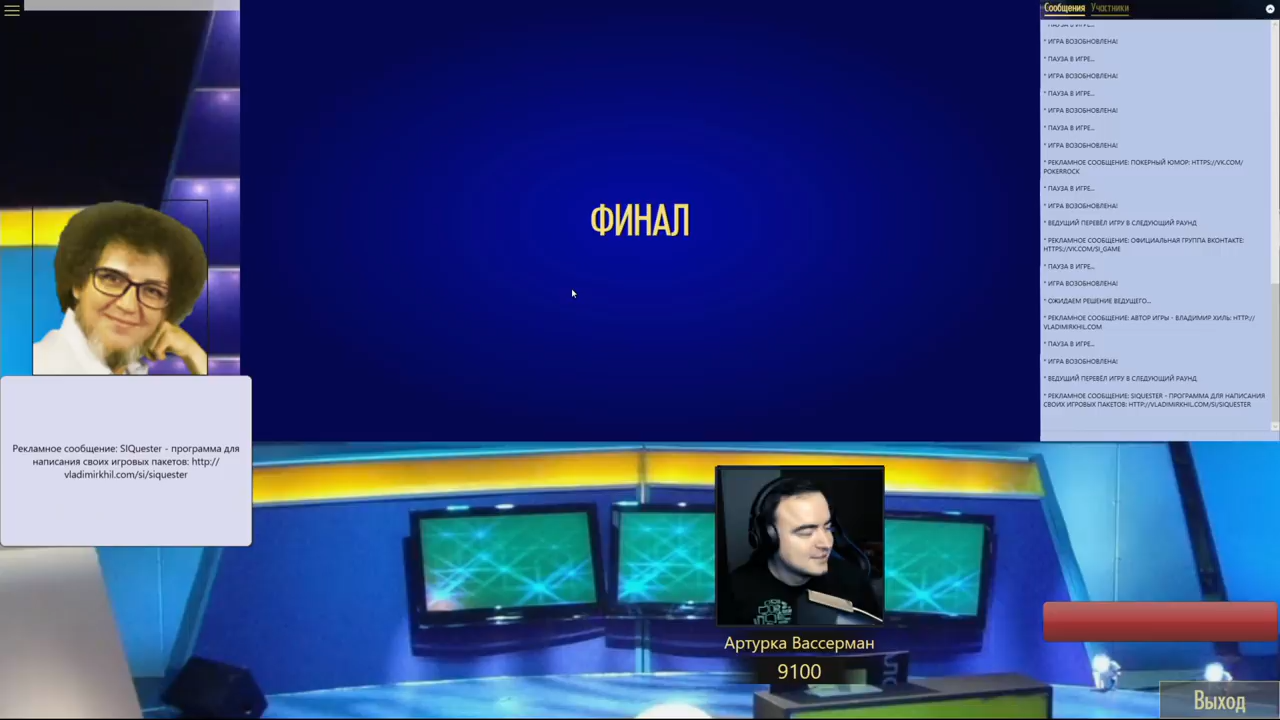 Сообщения Участники
* ПАУЗА В ИГРЕ...
* ИГРА ВОЗОБНОВЛЕНА!
* ПАУЗА В ИГРЕ...
* ИГРА ВОЗОБНОВЛЕНА!
* ПАУЗА В ИГРЕ...
* ИГРА ВОЗОБНОВЛЕНА!
* ПАУЗА В ИГРЕ...
* ИГРА ВОЗОБНОВЛЕНА!
* РЕКЛАМНОЕ СООБЩЕНИЕ: ПОКЕРНЫЙ ЮМОР: HTTPS://VK.COM/
POKERROCK
* ПАУЗА В ИГРЕ...
* ИГРА ВОЗОБНОВЛЕНА!
* ВЕДУЩИЙ ПЕРЕВЁЛ ИГРУ В СЛЕДУЮЩИЙ РАУНД
* РЕКЛАМНОЕ СООБЩЕНИЕ: ОФИЦИАЛЬНАЯ ГРУППА ВКОНТАКТЕ:
HTTPS://VK.COM/SI_GAME
* ПАУЗА В ИГРЕ...
* ИГРА ВОЗОБНОВЛЕНА!
* ОЖИДАЕМ РЕШЕНИЕ ВЕДУЩЕГО...
* РЕКЛАМНОЕ СООБЩЕНИЕ: АВТОР ИГРЫ - ВЛАДИМИР ХИЛЬ: HTTP://
VLADIMIRKHIL.COM
* ПАУЗА В ИГРЕ...
* ИГРА ВОЗОБНОВЛЕНА!
* ВЕДУЩИЙ ПЕРЕВЁЛ ИГРУ В СЛЕДУЮЩИЙ РАУНД
* РЕКЛАМНОЕ СООБЩЕНИЕ: SIQUESTER - ПРОГРАММА ДЛЯ НАПИСАНИЯ
СВОИХ ИГРОВЫХ ПАКЕТОВ: HTTP://VLADIMIRKHIL.COM/SI/SIQUESTER
ФИНАЛ
Рекламное сообщение: SIQuester - программа для
написания своих игровых пакетов: http://
vladimirkhil.com/si/siquester
Артурка Вассерман
9100
Выход